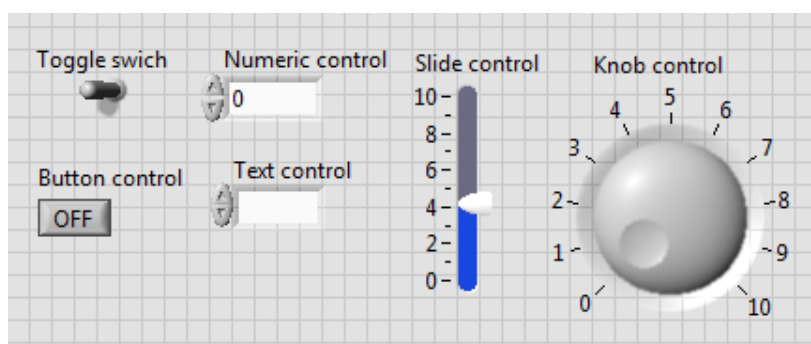 Toggle swich
Numeric control
0
Button control
OFF
Text control
Slide control
10
8
6
4
2
0
Knob control
0
1
2
3
4
5
6
7
8
9
10